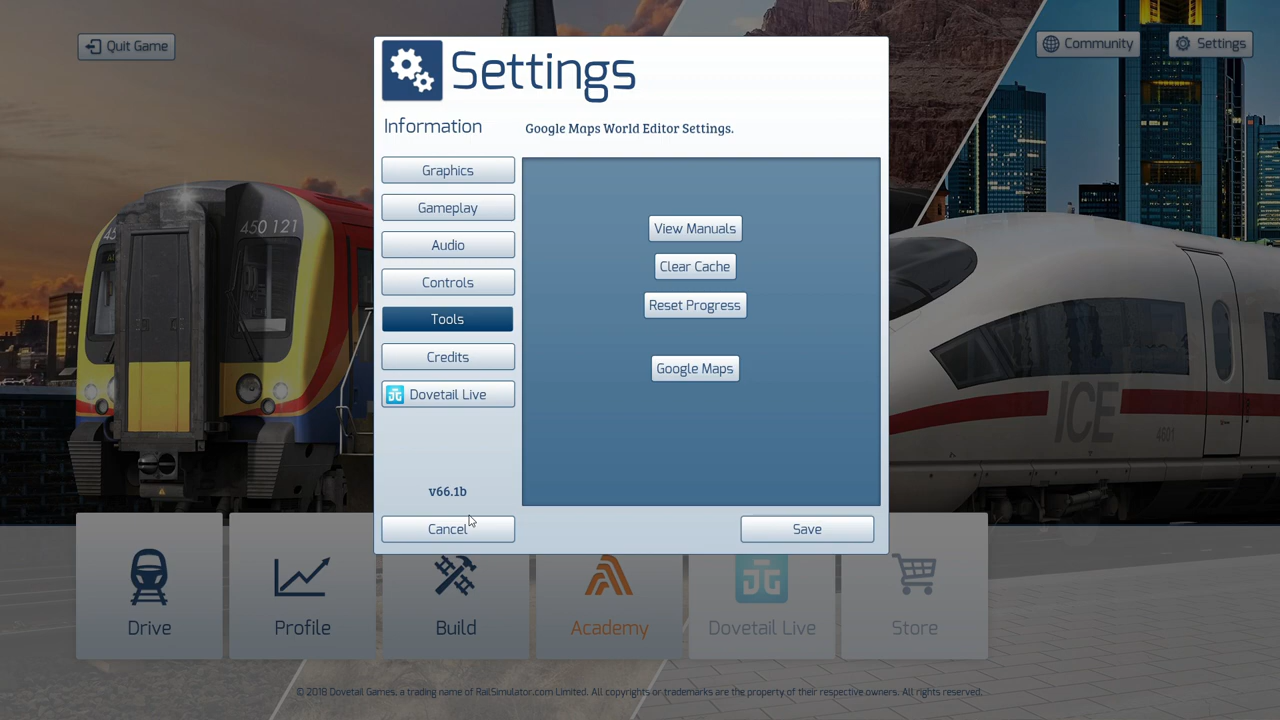 Quit Game
Community
Settings
Settings
Information
Google Maps World Editor Settings.
Graphics
Gameplay
Audio
Controls
Tools
Credits
Dovetail Live
View Manuals
Clear Cache
Reset Progress
Google Maps
v66.1b
Cancel
Save
450 121
ICE
4601
Drive
Profile
Build
Academy
Dovetail Live
Store
© 2018 Dovetail Games, a trading name of RailSimulator.com Limited. All copyrights or trademarks are the property of their respective owners. All rights reserved.